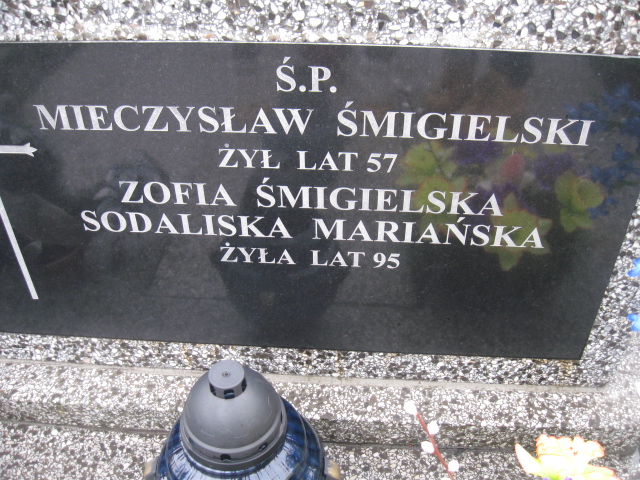 Ś.P.
MIECZYSŁAW ŚMIGIELSKI
ŻYŁ LAT 57
ZOFIA ŚMIGIELSKA
SODALISKA MARIAŃSKA
ŻYŁA LAT 95